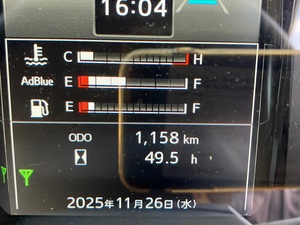 16:04
C H
AdBlue E F
E F
ODO 1,158 km
49.5 h
2025年11月26日(水)